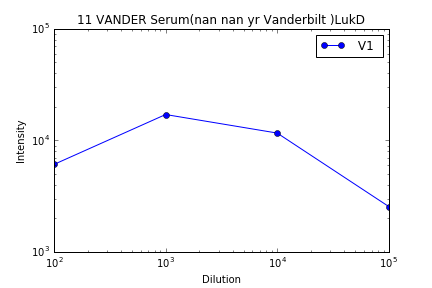 11 VANDER Serum(nan nan yr Vanderbilt )LukD
V1
10^5
10^4
10^3
Intensity
10^2 10^3 10^4 10^5
Dilution